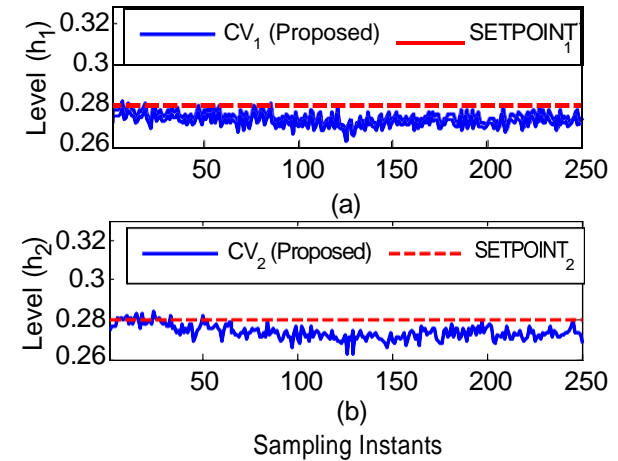 CV1 (Proposed) SETPOINT1
Level (h1)
0.32
0.3
0.28
0.26
50 100 150 200 250
(a)
CV2 (Proposed) SETPOINT2
Level (h2)
0.32
0.3
0.28
0.26
50 100 150 200 250
(b)
Sampling Instants